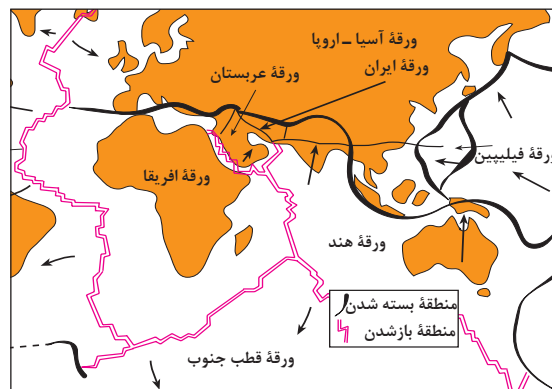 ورقهٔ آسیا ــ اروپا
ورقهٔ ایران
ورقهٔ عربستان
ورقهٔ فیلیپین
ورقهٔ افریقا
ورقهٔ هند
منطقهٔ بسته شدن
منطقهٔ بازشدن
ورقهٔ قطب جنوب